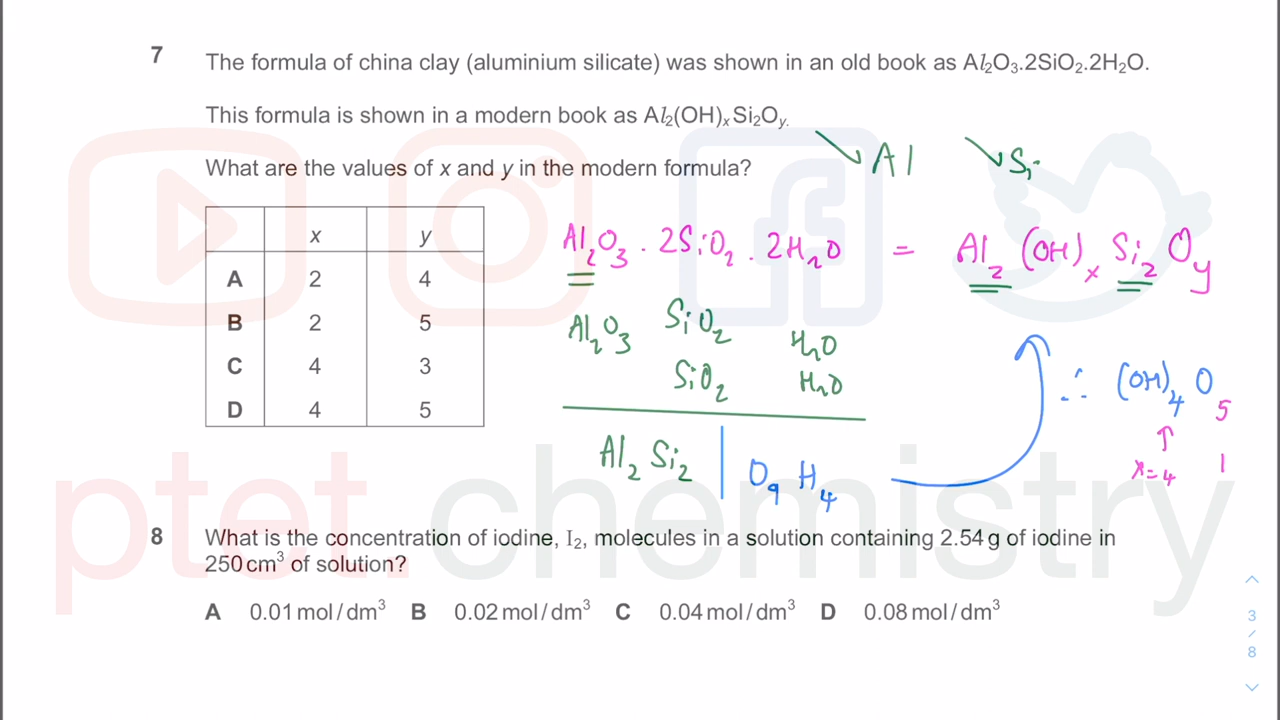 7 The formula of china clay (aluminium silicate) was shown in an old book as Al₂O₃.2SiO₂.2H₂O.
This formula is shown in a modern book as Al₂(OH)ₓSi₂Oy.
What are the values of x and y in the modern formula?
Al Si
x y
A 2 4
B 2 5
C 4 3
D 4 5
Al₂O₃ . 2SiO₂ . 2H₂O = Al₂ (OH)ₓ Si₂ Oy
Al₂O₃ SiO₂ H₂O
SiO₂ H₂O
∴ (OH)₄ O₅
x=4 1
Al₂ Si₂ | O₉ H₄
ptet.chemistry
8 What is the concentration of iodine, I₂, molecules in a solution containing 2.54 g of iodine in
250 cm³ of solution?
A 0.01 mol/dm³ B 0.02 mol/dm³ C 0.04 mol/dm³ D 0.08 mol/dm³
3
/
8